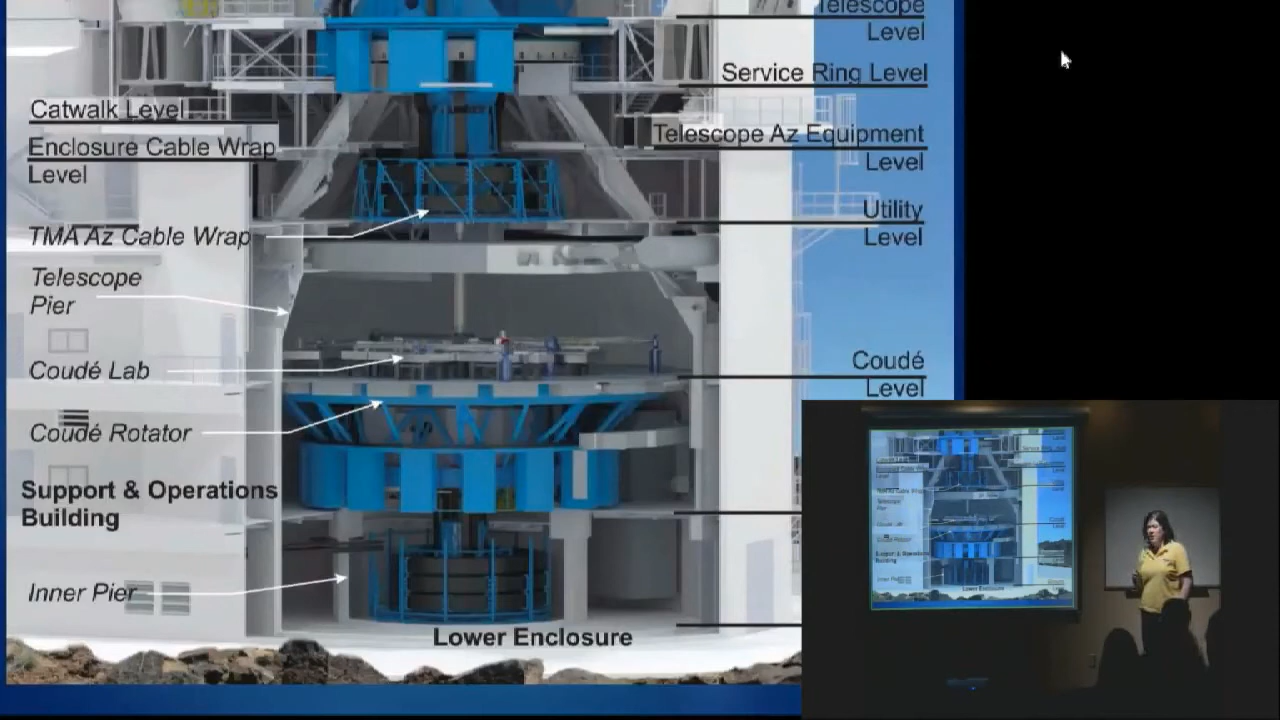 Telescope
Level
Service Ring Level
Catwalk Level
Telescope Az Equipment
Level
Enclosure Cable Wrap
Level
Utility
Level
TMA Az Cable Wrap
Telescope
Pier
Coudé
Level
Coudé Lab
Coudé Rotator
Support & Operations
Building
Inner Pier
Lower Enclosure